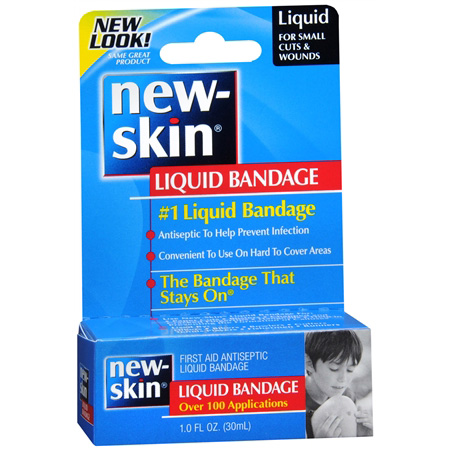 NEW
LOOK!
SAME GREAT
PRODUCT
Liquid
FOR SMALL
CUTS &
WOUNDS
new-
skin®
LIQUID BANDAGE
#1 Liquid Bandage
Antiseptic To Help Prevent Infection
Convenient To Use On Hard To Cover Areas
The Bandage That
Stays On®
new-
skin®
FIRST AID ANTISEPTIC
LIQUID BANDAGE
LIQUID BANDAGE
Over 100 Applications
1.0 FL OZ. (30mL)